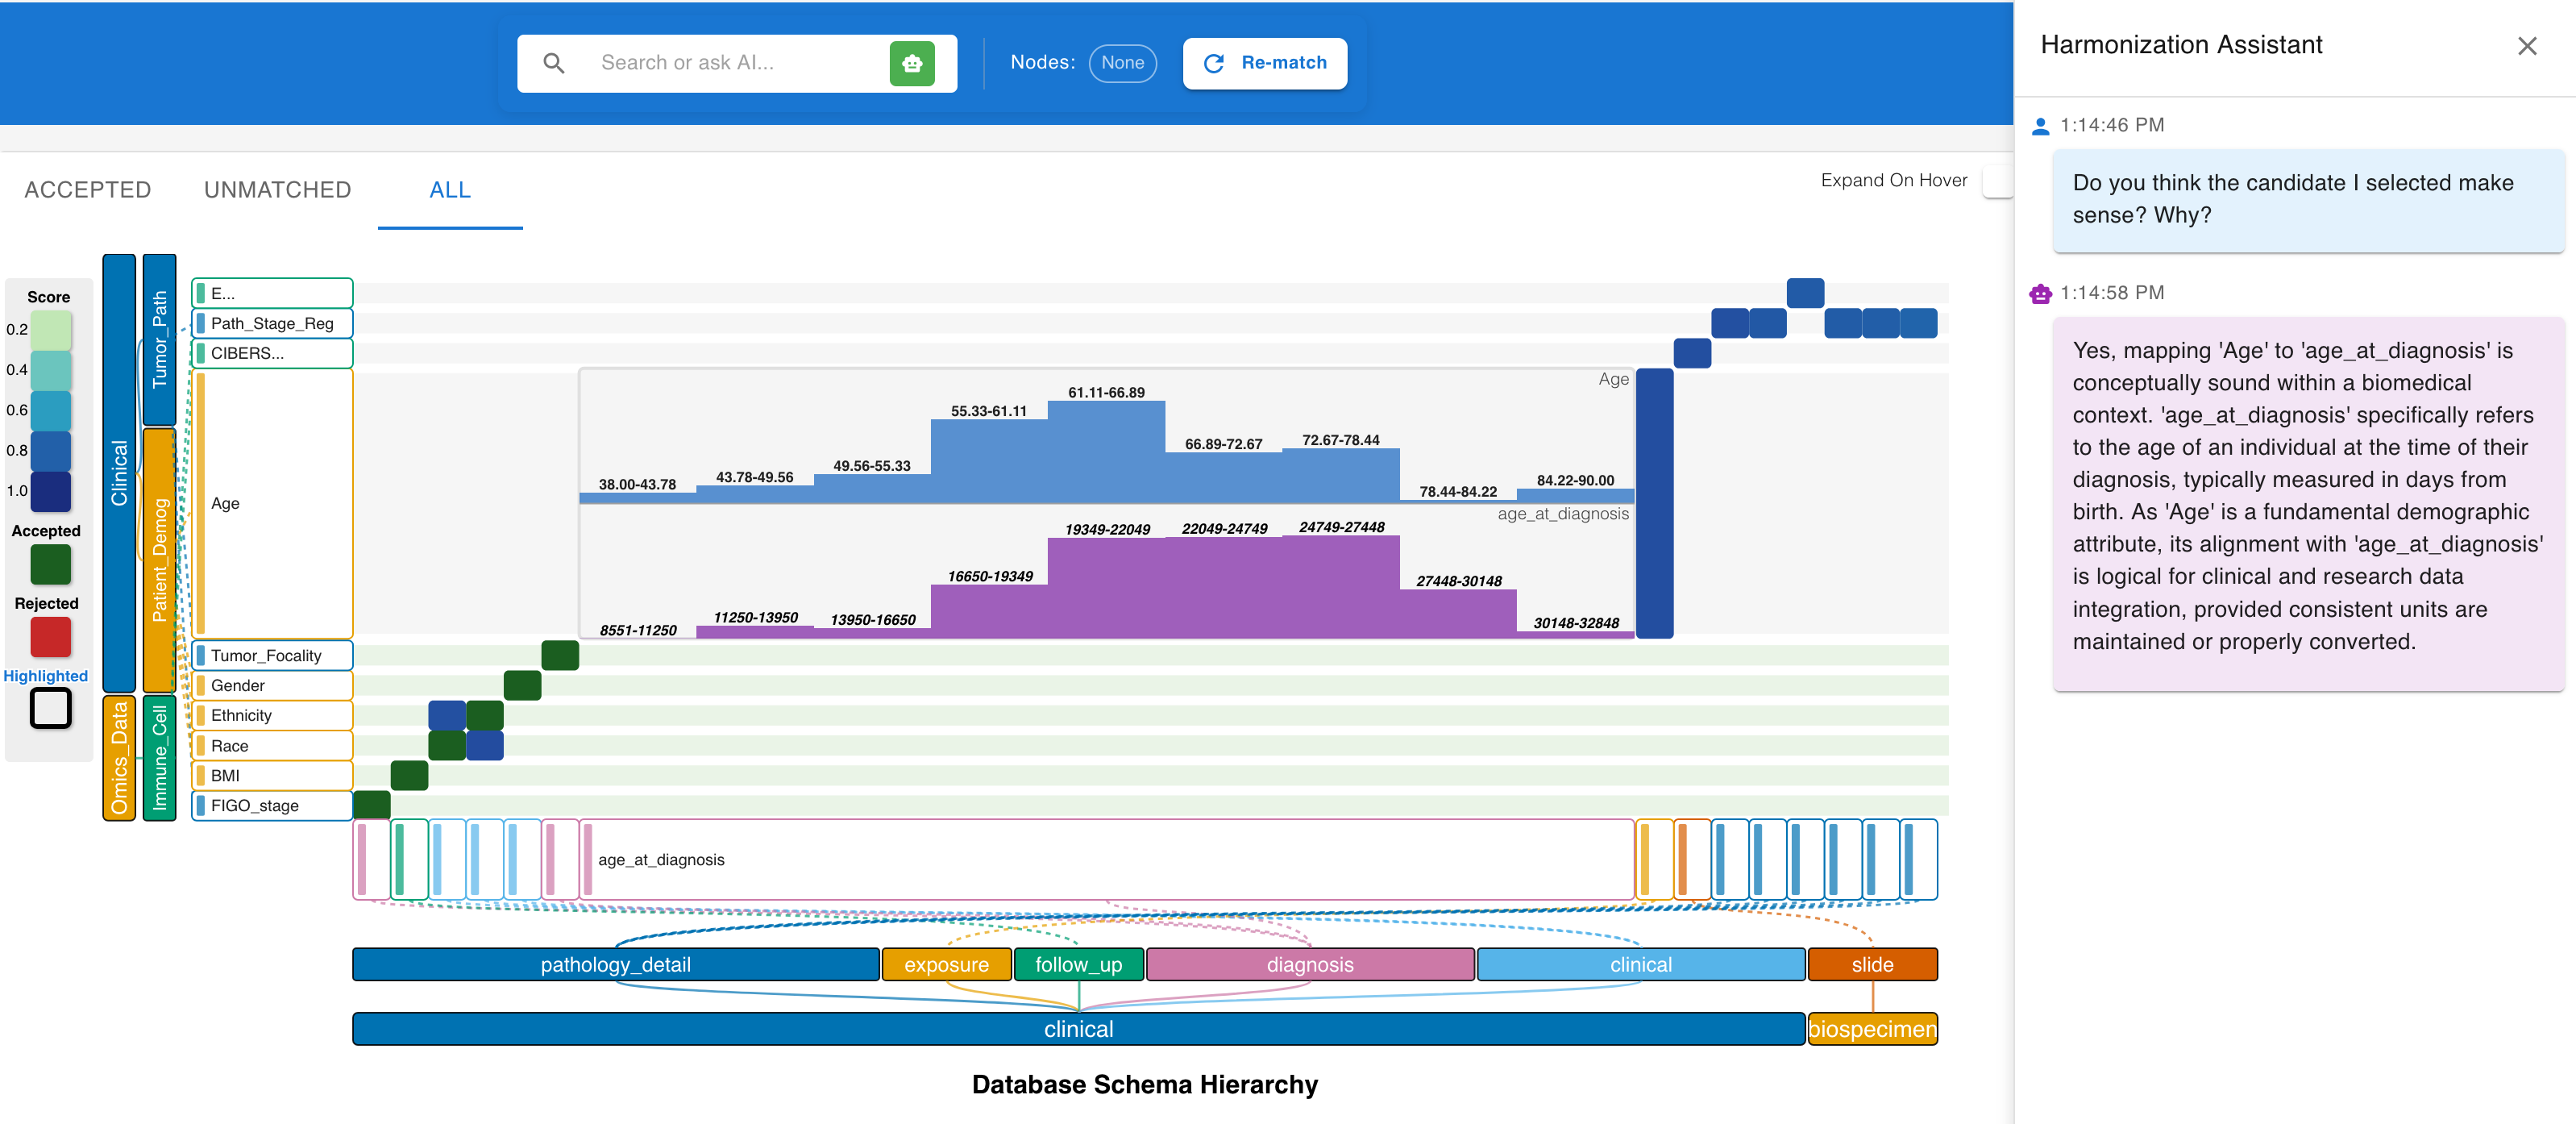 Search or ask AI...
Nodes:
None
Re-match
Harmonization Assistant
1:14:46 PM
Do you think the candidate I selected make
sense? Why?
1:14:58 PM
Yes, mapping 'Age' to 'age_at_diagnosis' is
conceptually sound within a biomedical
context. 'age_at_diagnosis' specifically refers
to the age of an individual at the time of their
diagnosis, typically measured in days from
birth. As 'Age' is a fundamental demographic
attribute, its alignment with 'age_at_diagnosis'
is logical for clinical and research data
integration, provided consistent units are
maintained or properly converted.
ACCEPTED
UNMATCHED
ALL
Expand On Hover
Score
0.2
0.4
0.6
0.8
1.0
Accepted
Rejected
Highlighted
Clinical
Omics_Data
Tumor_Path
Patient_Demog
Immune_Cell
E...
Path_Stage_Reg
CIBERS...
Age
Tumor_Focality
Gender
Ethnicity
Race
BMI
FIGO_stage
Age
38.00-43.78
43.78-49.56
49.56-55.33
55.33-61.11
61.11-66.89
66.89-72.67
72.67-78.44
78.44-84.22
84.22-90.00
age_at_diagnosis
8551-11250
11250-13950
13950-16650
16650-19349
19349-22049
22049-24749
24749-27448
27448-30148
30148-32848
age_at_diagnosis
pathology_detail
exposure
follow_up
diagnosis
clinical
slide
clinical
biospecimen
Database Schema Hierarchy